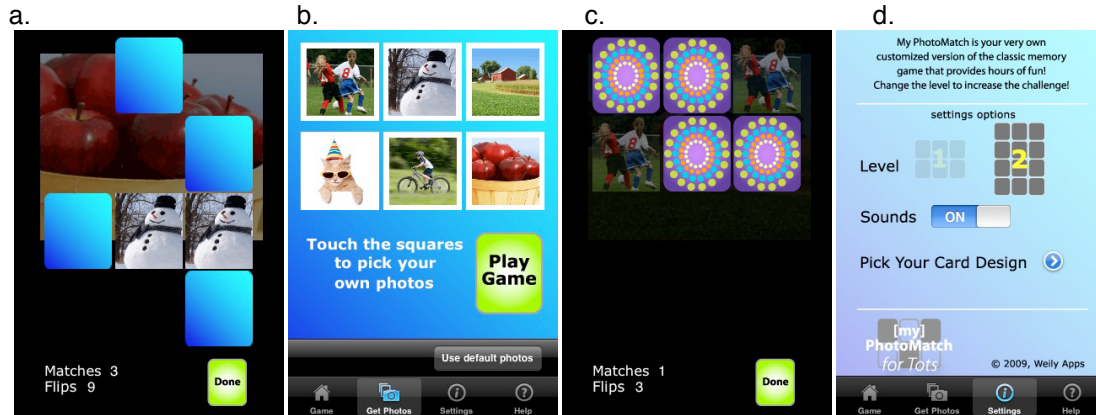 a.
b.
c.
d.
Matches 3
Flips 9
Done
8
Touch the squares
to pick your
own photos
Play
Game
Use default photos
Game
Get Photos
Settings
Help
8
Matches 1
Flips 3
Done
My PhotoMatch is your very own
customized version of the classic memory
game that provides hours of fun!
Change the level to increase the challenge!
settings options
Level
1
2
Sounds
ON
Pick Your Card Design
[my]
PhotoMatch
for Tots
© 2009, Weily Apps
Game
Get Photos
Settings
Help